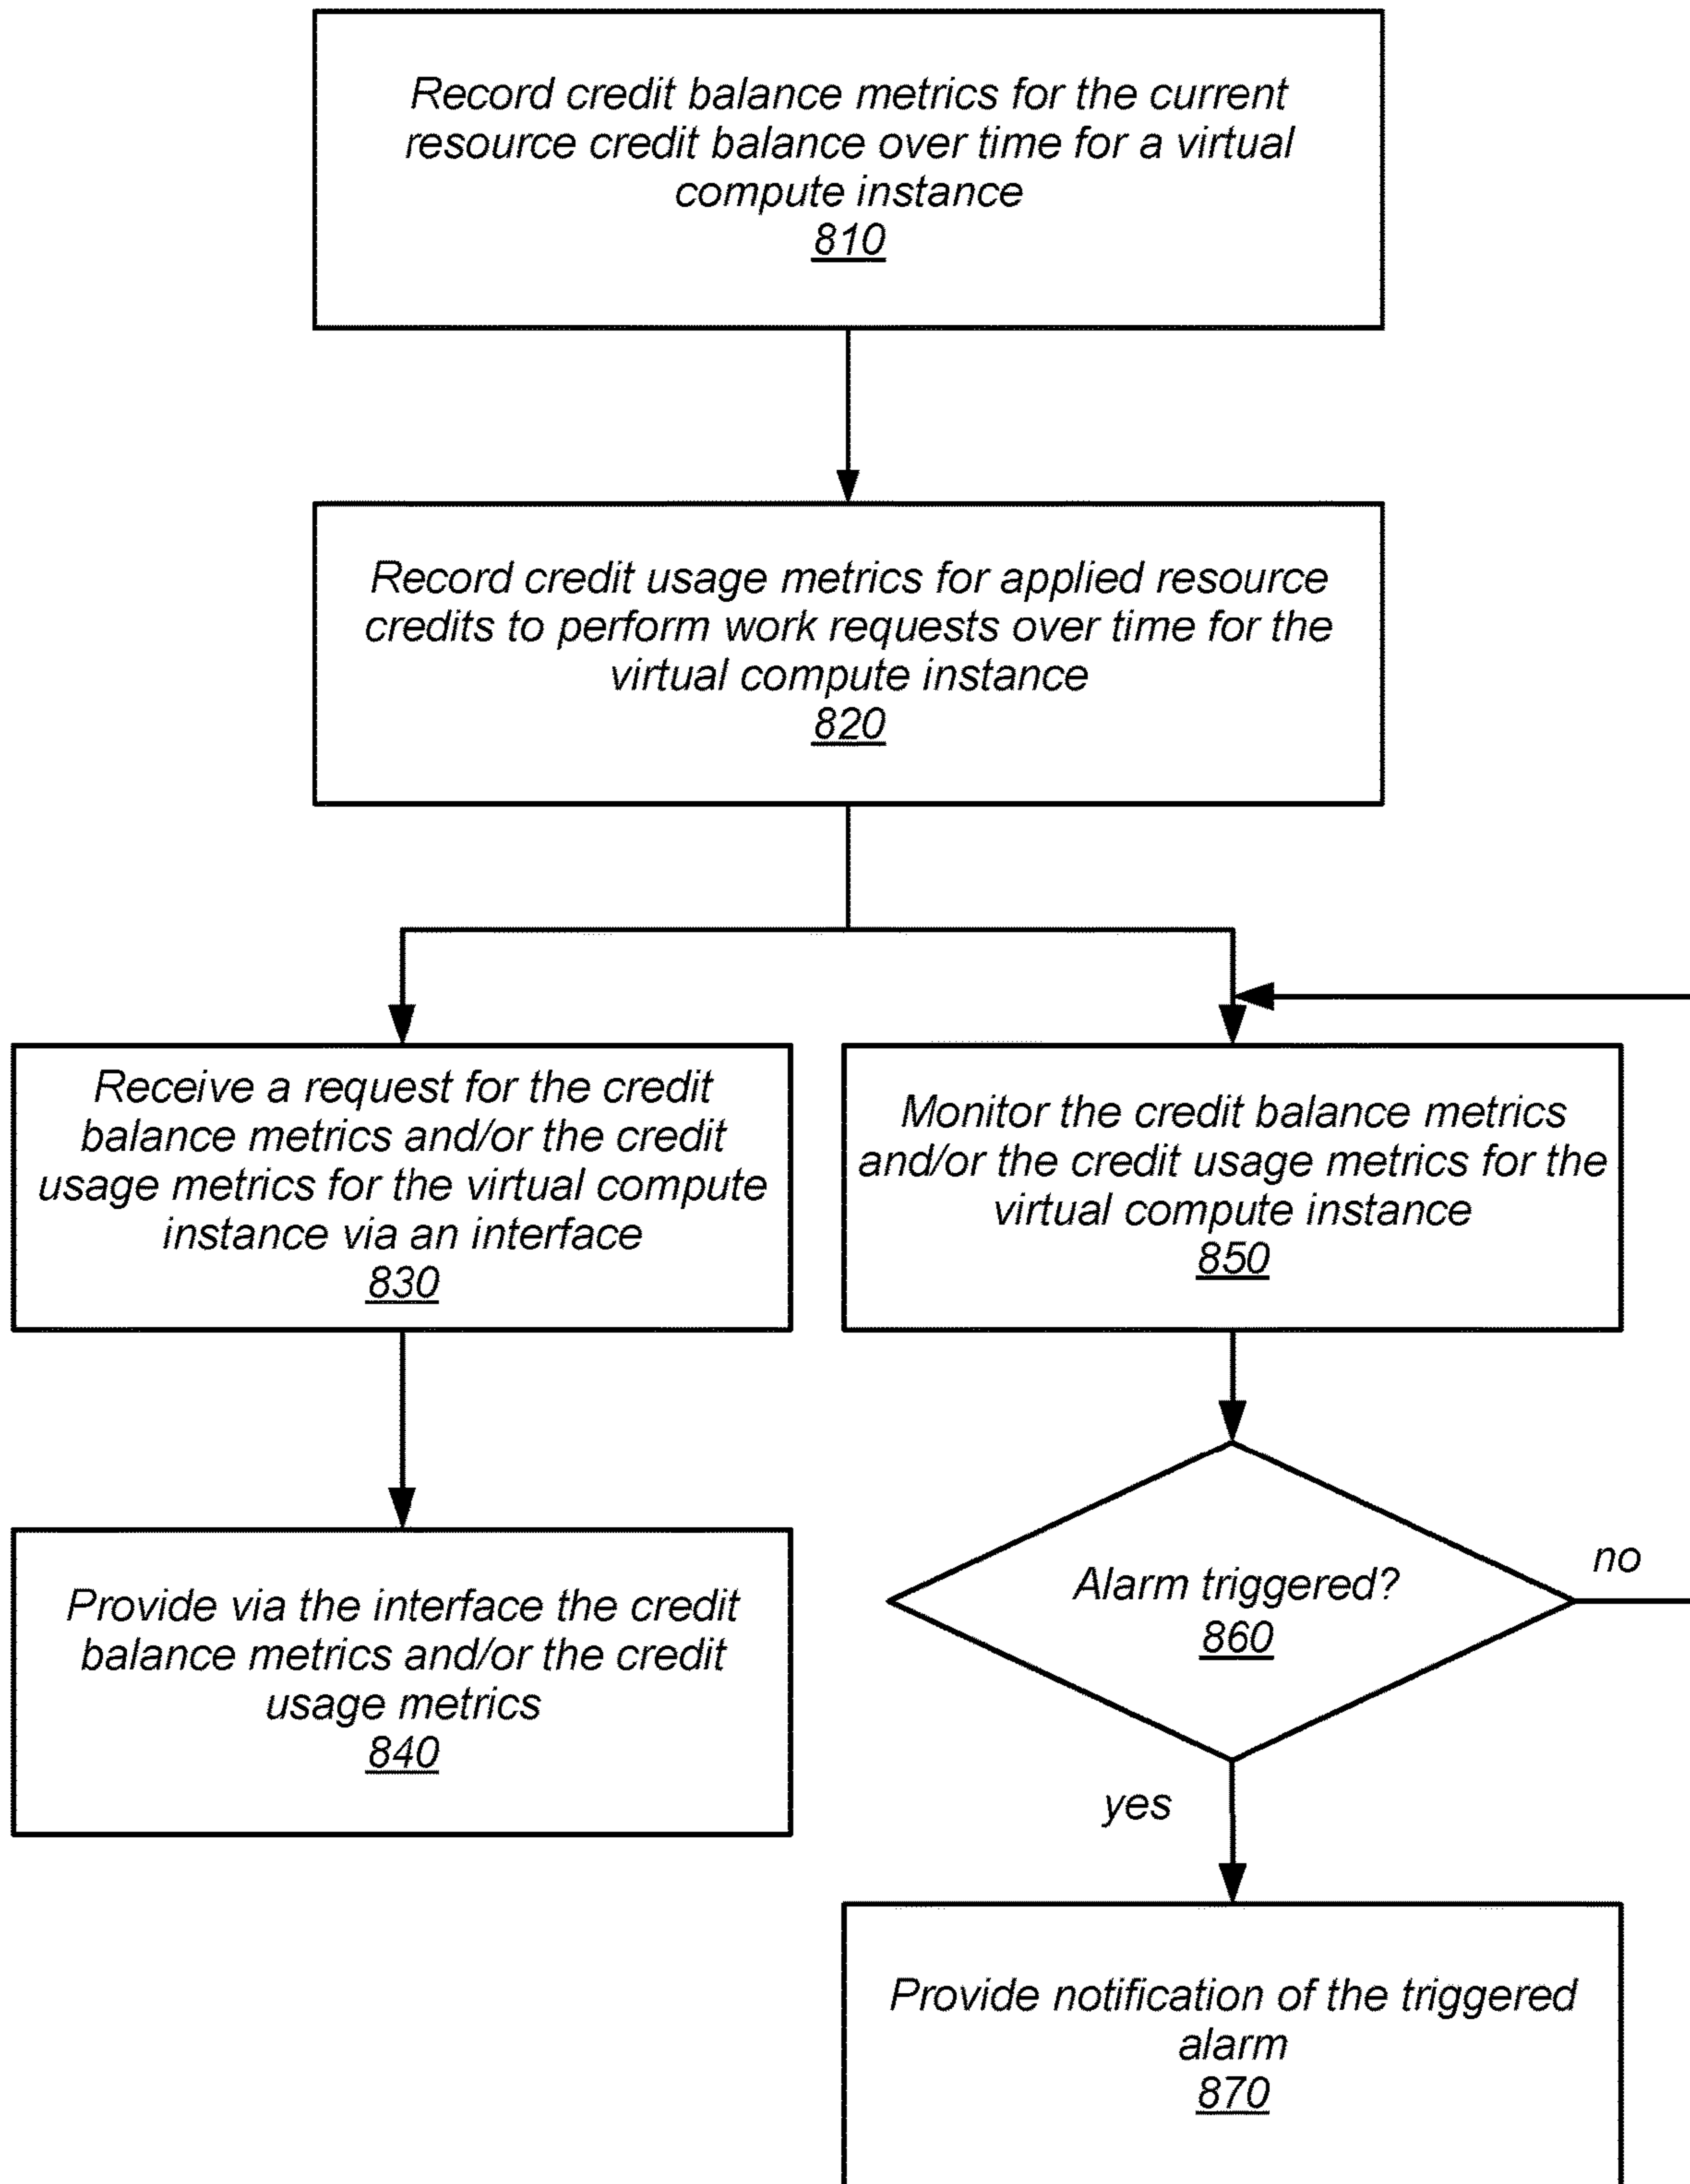 Record credit balance metrics for the current
resource credit balance over time for a virtual
compute instance
810
Record credit usage metrics for applied resource
credits to perform work requests over time for the
virtual compute instance
820
Receive a request for the credit
balance metrics and/or the credit
usage metrics for the virtual compute
instance via an interface
830
Monitor the credit balance metrics
and/or the credit usage metrics for the
virtual compute instance
850
Provide via the interface the credit
balance metrics and/or the credit
usage metrics
840
Alarm triggered?
860
no
yes
Provide notification of the triggered
alarm
870